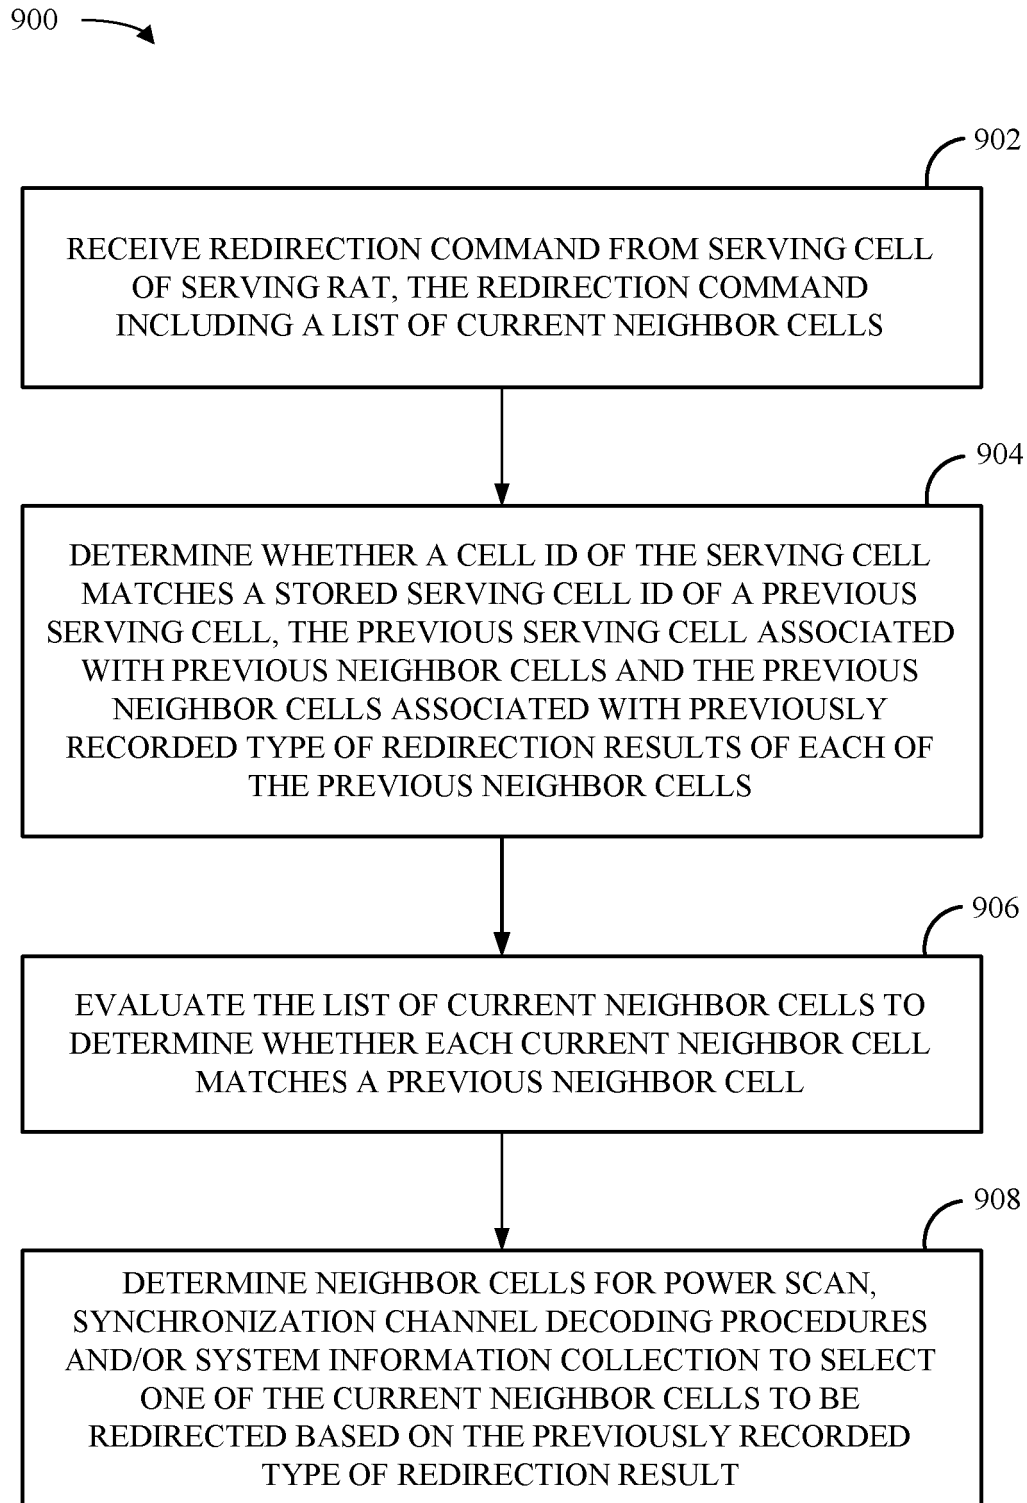 900
902
RECEIVE REDIRECTION COMMAND FROM SERVING CELL
OF SERVING RAT, THE REDIRECTION COMMAND
INCLUDING A LIST OF CURRENT NEIGHBOR CELLS
904
DETERMINE WHETHER A CELL ID OF THE SERVING CELL
MATCHES A STORED SERVING CELL ID OF A PREVIOUS
SERVING CELL, THE PREVIOUS SERVING CELL ASSOCIATED
WITH PREVIOUS NEIGHBOR CELLS AND THE PREVIOUS
NEIGHBOR CELLS ASSOCIATED WITH PREVIOUSLY
RECORDED TYPE OF REDIRECTION RESULTS OF EACH OF
THE PREVIOUS NEIGHBOR CELLS
906
EVALUATE THE LIST OF CURRENT NEIGHBOR CELLS TO
DETERMINE WHETHER EACH CURRENT NEIGHBOR CELL
MATCHES A PREVIOUS NEIGHBOR CELL
908
DETERMINE NEIGHBOR CELLS FOR POWER SCAN,
SYNCHRONIZATION CHANNEL DECODING PROCEDURES
AND/OR SYSTEM INFORMATION COLLECTION TO SELECT
ONE OF THE CURRENT NEIGHBOR CELLS TO BE
REDIRECTED BASED ON THE PREVIOUSLY RECORDED
TYPE OF REDIRECTION RESULT